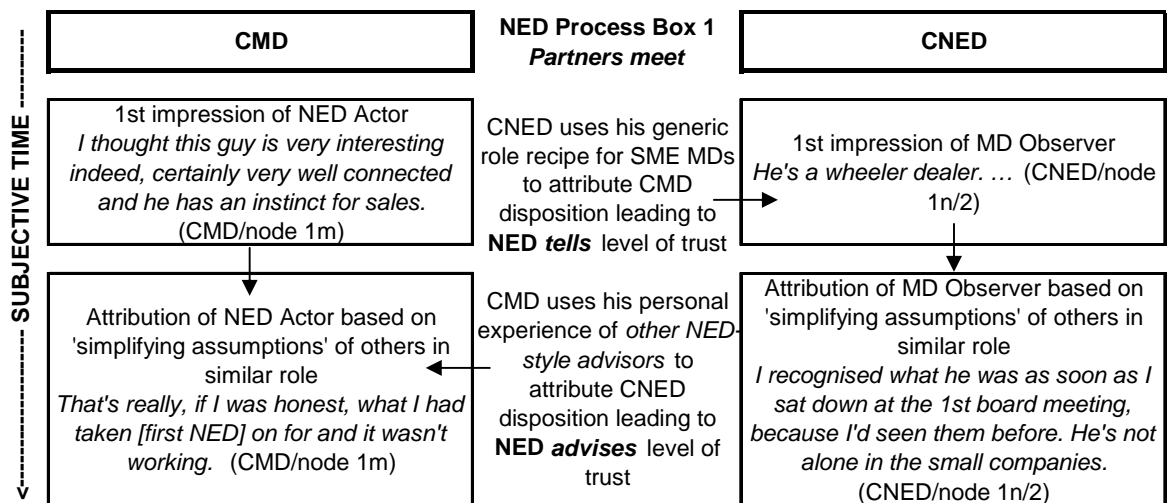 CMD
NED Process Box 1
Partners meet
CNED
1st impression of NED Actor
I thought this guy is very interesting
indeed, certainly very well connected
and he has an instinct for sales.
(CMD/node 1m)
CNED uses his generic
role recipe for SME MDs
to attribute CMD
disposition leading to
NED tells level of trust
1st impression of MD Observer
He's a wheeler dealer. … (CNED/node
1n/2)
Attribution of NED Actor based on
'simplifying assumptions' of others in
similar role
That's really, if I was honest, what I had
taken [first NED] on for and it wasn't
working. (CMD/node 1m)
CMD uses his personal
experience of other NED-
style advisors to
attribute CNED
disposition leading to
NED advises level of
trust
Attribution of MD Observer based on
'simplifying assumptions' of others in
similar role
I recognised what he was as soon as I
sat down at the 1st board meeting,
because I'd seen them before. He's not
alone in the small companies.
(CNED/node 1n/2)
<-------------- SUBJECTIVE TIME --------